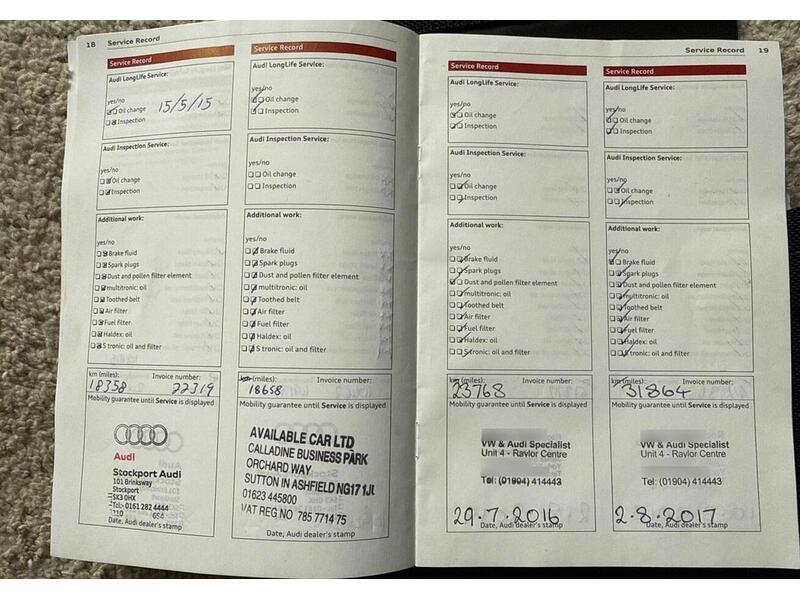 18 Service Record
Service Record
Audi LongLife Service:
yes/no
Oil change 15/5/15
Inspection
Audi Inspection Service:
yes/no
Oil change
Inspection
Additional work:
yes/no
Brake fluid
Spark plugs
Dust and pollen filter element
multitronic: oil
Toothed belt
Air filter
Fuel filter
Haldex: oil
S tronic: oil and filter
km (miles): Invoice number:
18358 22319
Mobility guarantee until Service is displayed
Audi
Stockport Audi
101 Brinksway
Stockport
SK3 0HX
Tel:- 0161 282 4444
Date, Audi dealer's stamp
Service Record
Audi LongLife Service:
yes/no
Oil change
Inspection
Audi Inspection Service:
yes/no
Oil change
Inspection
Additional work:
yes/no
Brake fluid
Spark plugs
Dust and pollen filter element
multitronic: oil
Toothed belt
Air filter
Fuel filter
Haldex: oil
S tronic: oil and filter
km (miles): Invoice number:
18658
Mobility guarantee until Service is displayed
AVAILABLE CAR LTD
CALLADINE BUSINESS PARK
ORCHARD WAY
SUTTON IN ASHFIELD NG17 1JL
01623 445800
VAT REG NO 785 7714 75
Date, Audi dealer's stamp
Service Record 19
Service Record
Audi LongLife Service:
yes/no
Oil change
Inspection
Audi Inspection Service:
yes/no
Oil change
Inspection
Additional work:
yes/no
Brake fluid
Spark plugs
Dust and pollen filter element
multitronic: oil
Toothed belt
Air filter
Fuel filter
Haldex: oil
S tronic: oil and filter
km (miles): Invoice number:
23768
Mobility guarantee until Service is displayed
VW & Audi Specialist
Unit 4 - Raylor Centre
Tel: (01904) 414443
29.7.2016
Date, Audi dealer's stamp
Service Record
Audi LongLife Service:
yes/no
Oil change
Inspection
Audi Inspection Service:
yes/no
Oil change
Inspection
Additional work:
yes/no
Brake fluid
Spark plugs
Dust and pollen filter element
multitronic: oil
Toothed belt
Air filter
Fuel filter
Haldex: oil
S tronic: oil and filter
km (miles): Invoice number:
31864
Mobility guarantee until Service is displayed
VW & Audi Specialist
Unit 4 - Raylor Centre
Tel: (01904) 414443
2.8.2017
Date, Audi dealer's stamp